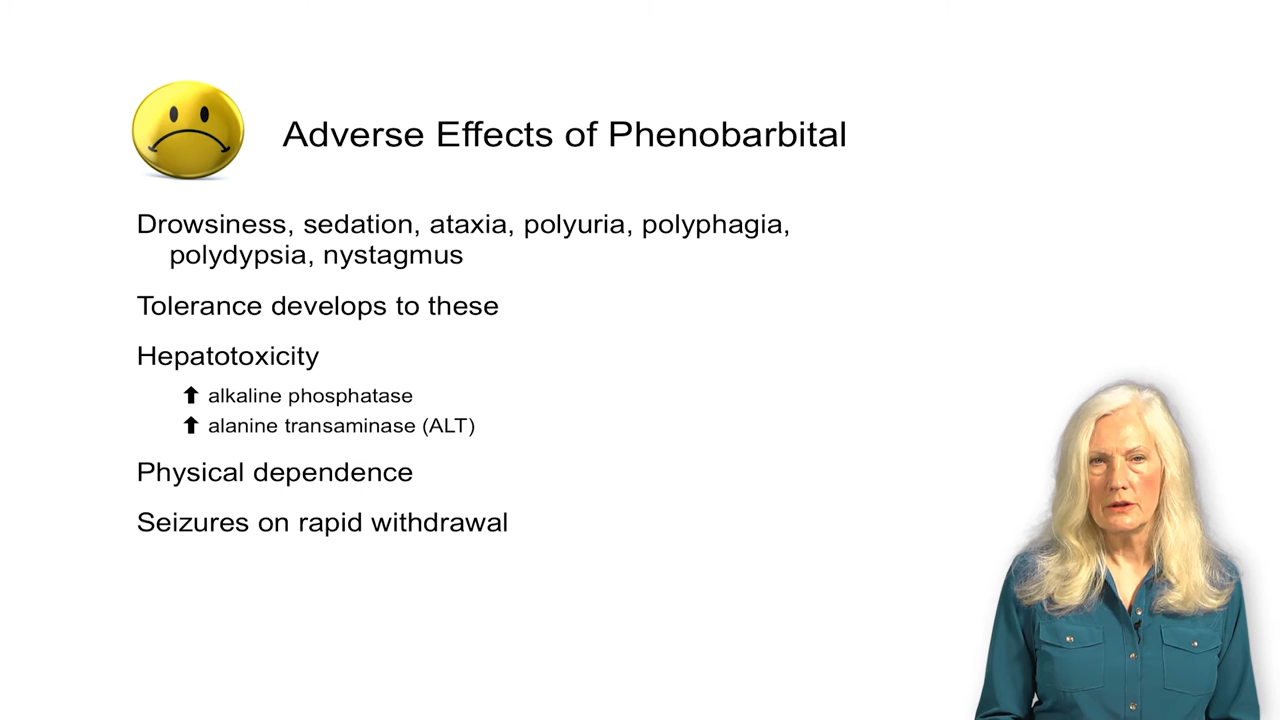 Adverse Effects of Phenobarbital
Drowsiness, sedation, ataxia, polyuria, polyphagia,
polydypsia, nystagmus
Tolerance develops to these
Hepatotoxicity
⬆ alkaline phosphatase
⬆ alanine transaminase (ALT)
Physical dependence
Seizures on rapid withdrawal